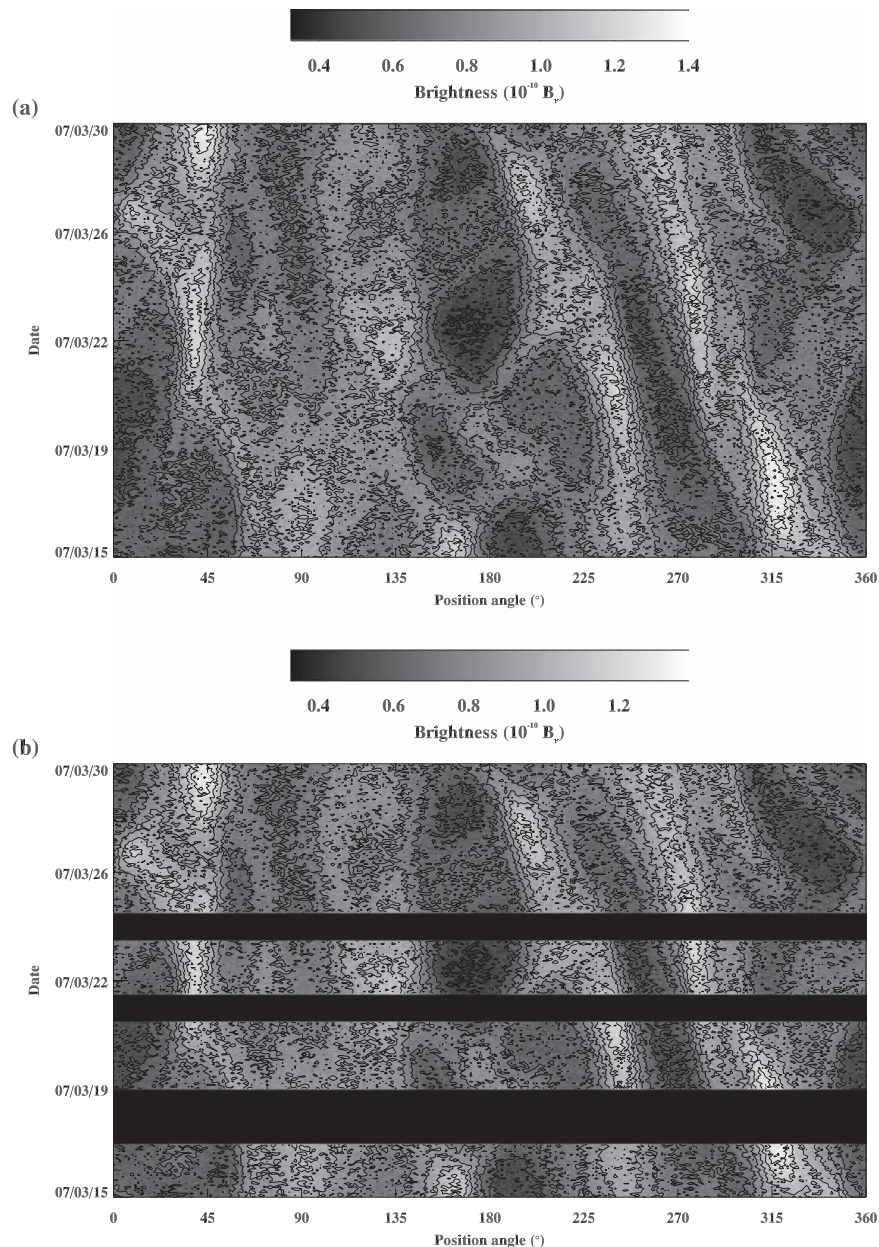 0.4 0.6 0.8 1.0 1.2 1.4
Brightness (10⁻¹⁰ Bᵧ)
(a)
07/03/30
07/03/26
Date
07/03/22
07/03/19
07/03/15
0 45 90 135 180 225 270 315 360
Position angle (°)
0.4 0.6 0.8 1.0 1.2
Brightness (10⁻¹⁰ Bᵧ)
(b)
07/03/30
07/03/26
Date
07/03/22
07/03/19
07/03/15
0 45 90 135 180 225 270 315 360
Position angle (°)